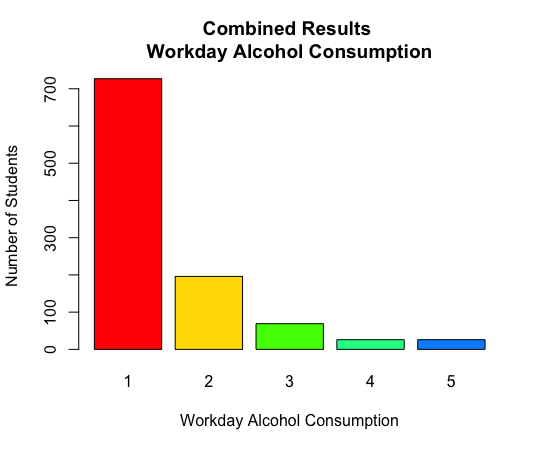 Combined Results
Workday Alcohol Consumption
Number of Students
700
500
300
100
0
1 2 3 4 5
Workday Alcohol Consumption